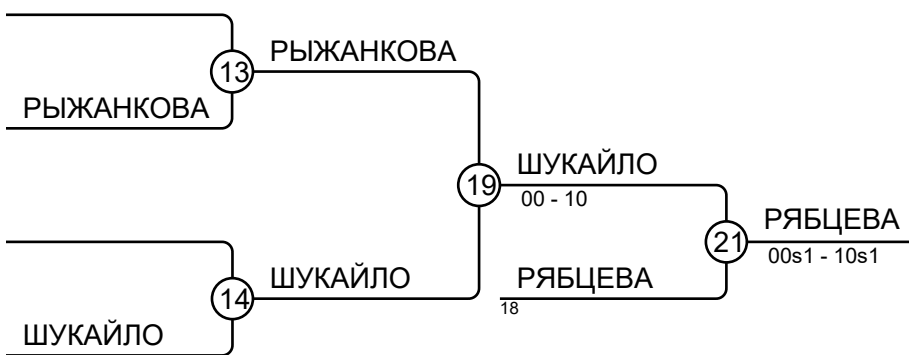 РЫЖАНКОВА
13
РЫЖАНКОВА
ШУКАЙЛО
19
00 - 10
РЯБЦЕВА
21
00s1 - 10s1
ШУКАЙЛО
РЯБЦЕВА
14
18
ШУКАЙЛО